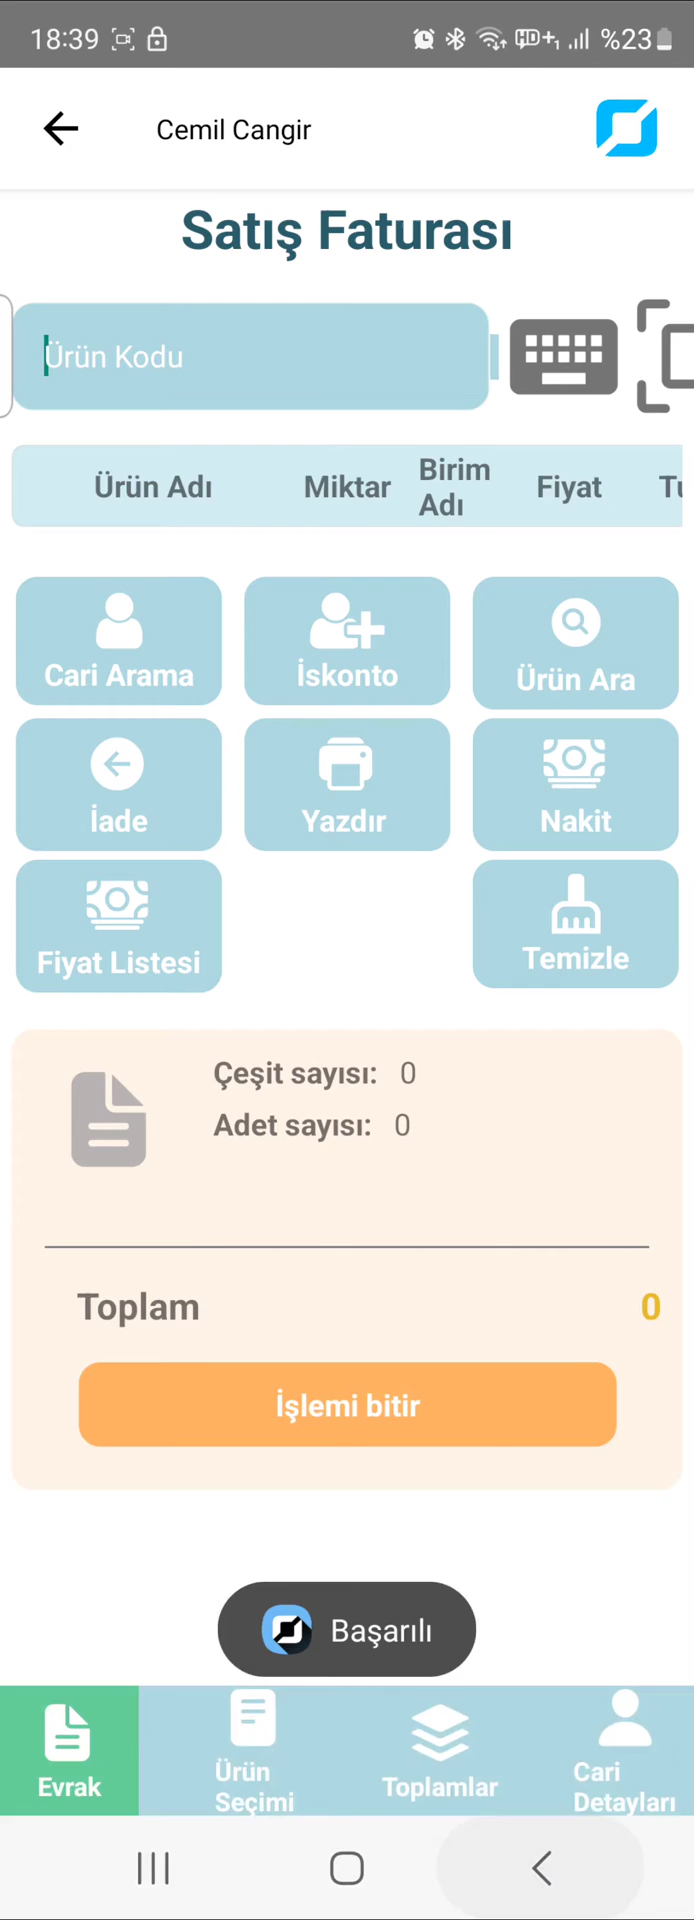 18:39 HD+1 %23
Cemil Cangir
Satış Faturası
Ürün Kodu
Ürün Adı Miktar Birim Adı Fiyat
Cari Arama İskonto Ürün Ara
İade Yazdır Nakit
Fiyat Listesi Temizle
Çeşit sayısı: 0
Adet sayısı: 0
Toplam 0
İşlemi bitir
Başarılı
Evrak Ürün Seçimi Toplamlar Cari Detayları